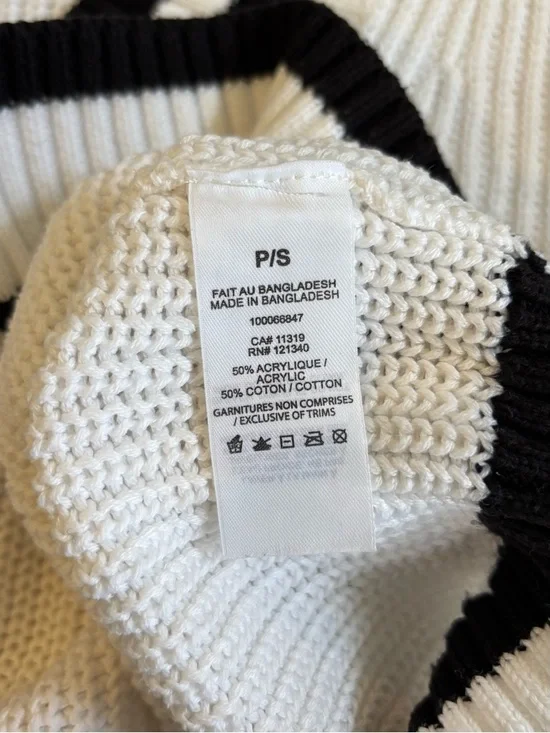 P/S
FAIT AU BANGLADESH
MADE IN BANGLADESH
100066847
CA# 11319
RN# 121340
50% ACRYLIQUE /
ACRYLIC
50% COTON / COTTON
GARNITURES NON COMPRISES
/ EXCLUSIVE OF TRIMS